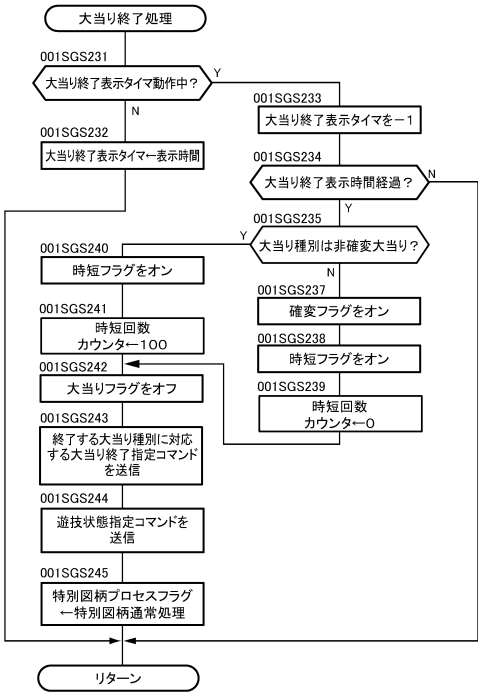 大当り終了処理
001SGS231
大当り終了表示タイマ動作中？
Y
N
001SGS232
大当り終了表示タイマ←表示時間
001SGS233
大当り終了表示タイマを－１
001SGS234
大当り終了表示時間経過？
N
Y
001SGS235
大当り種別は非確変大当り？
Y
N
001SGS237
確変フラグをオン
001SGS238
時短フラグをオン
001SGS239
時短回数
カウンタ←０
001SGS240
時短フラグをオン
001SGS241
時短回数
カウンタ←１００
001SGS242
大当りフラグをオフ
001SGS243
終了する大当り種別に対応
する大当り終了指定コマンド
を送信
001SGS244
遊技状態指定コマンドを
送信
001SGS245
特別図柄プロセスフラグ
←特別図柄通常処理
リターン